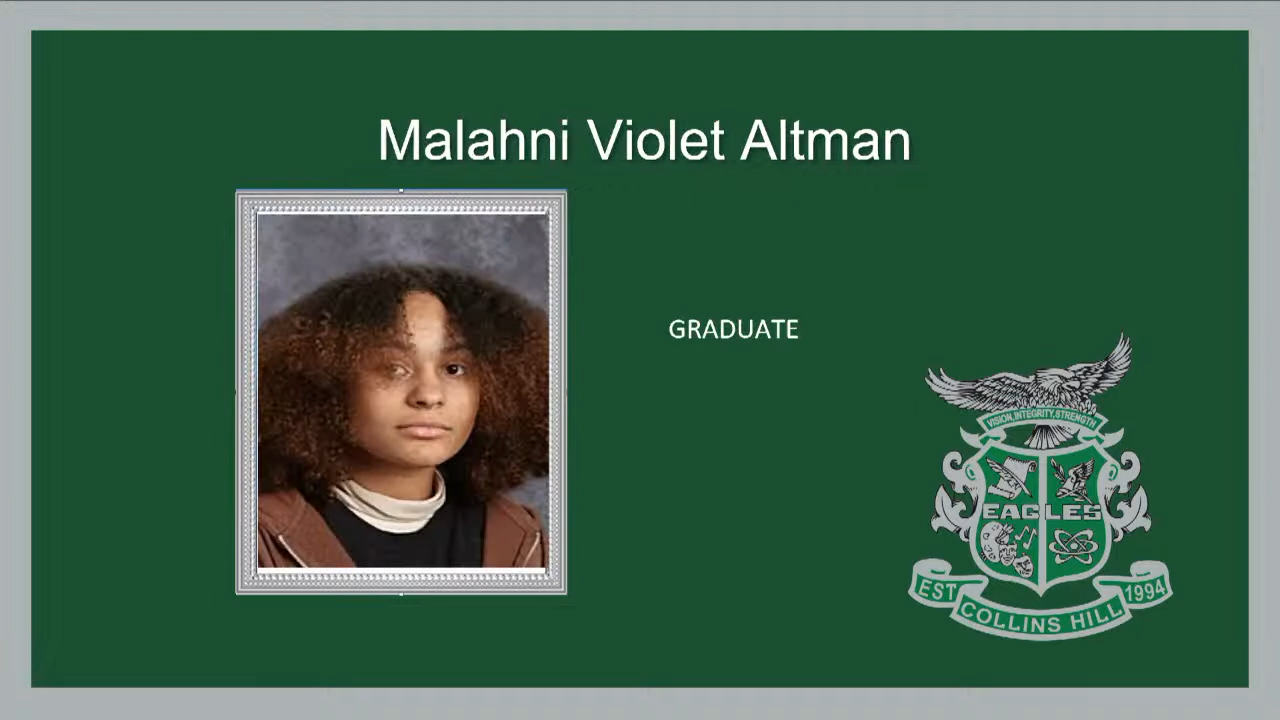 Malahni Violet Altman
GRADUATE
VISION, INTEGRITY, STRENGTH
EAGLES
EST 1994
COLLINS HILL